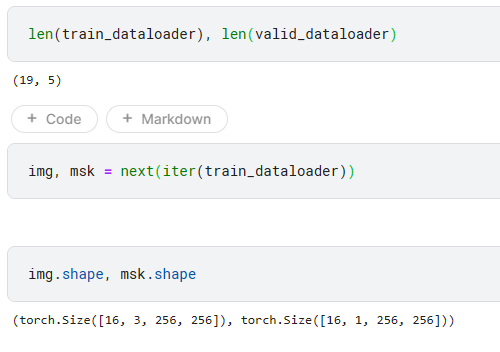 len(train_dataloader), len(valid_dataloader)
(19, 5)
+ Code + Markdown
img, msk = next(iter(train_dataloader))
img.shape, msk.shape
(torch.Size([16, 3, 256, 256]), torch.Size([16, 1, 256, 256]))